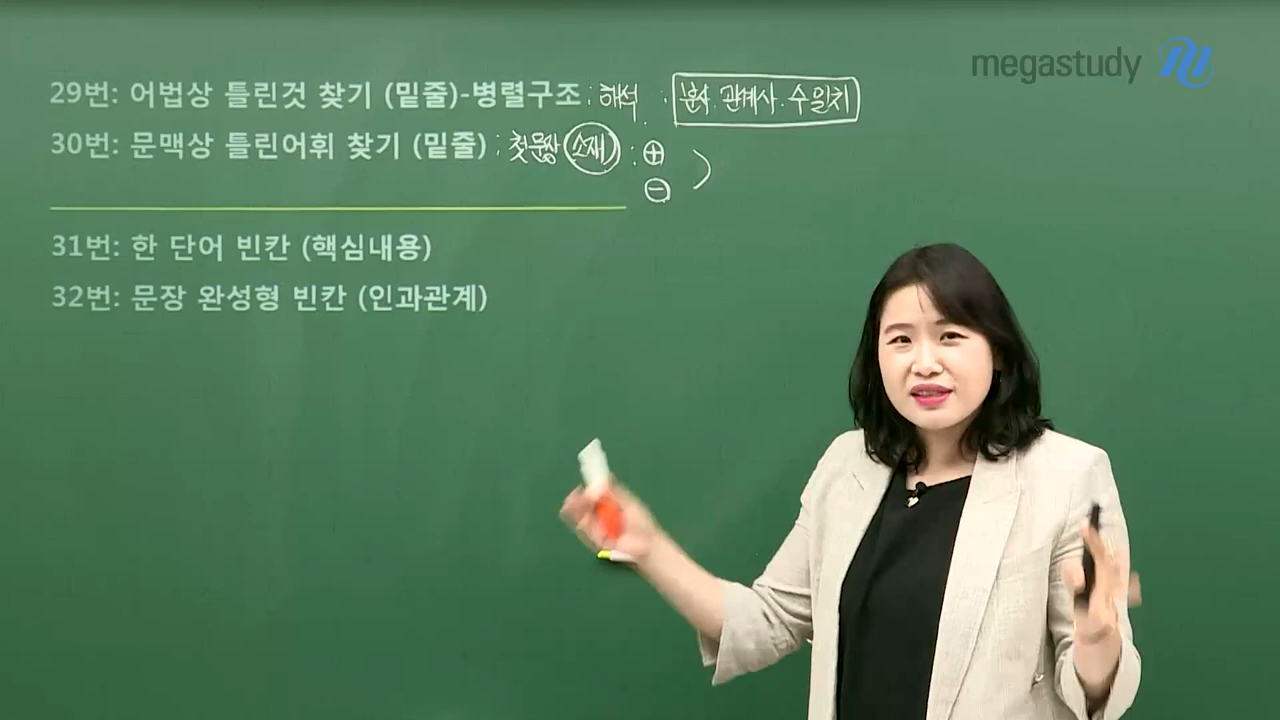 megastudy
29번: 어법상 틀린것 찾기 (밑줄)-병렬구조 : 해석 : 분사. 관계사. 수일치
30번: 문맥상 틀린어휘 찾기 (밑줄) : 첫문장 소재 : ⊕
⊖
31번: 한 단어 빈칸 (핵심내용)
32번: 문장 완성형 빈칸 (인과관계)